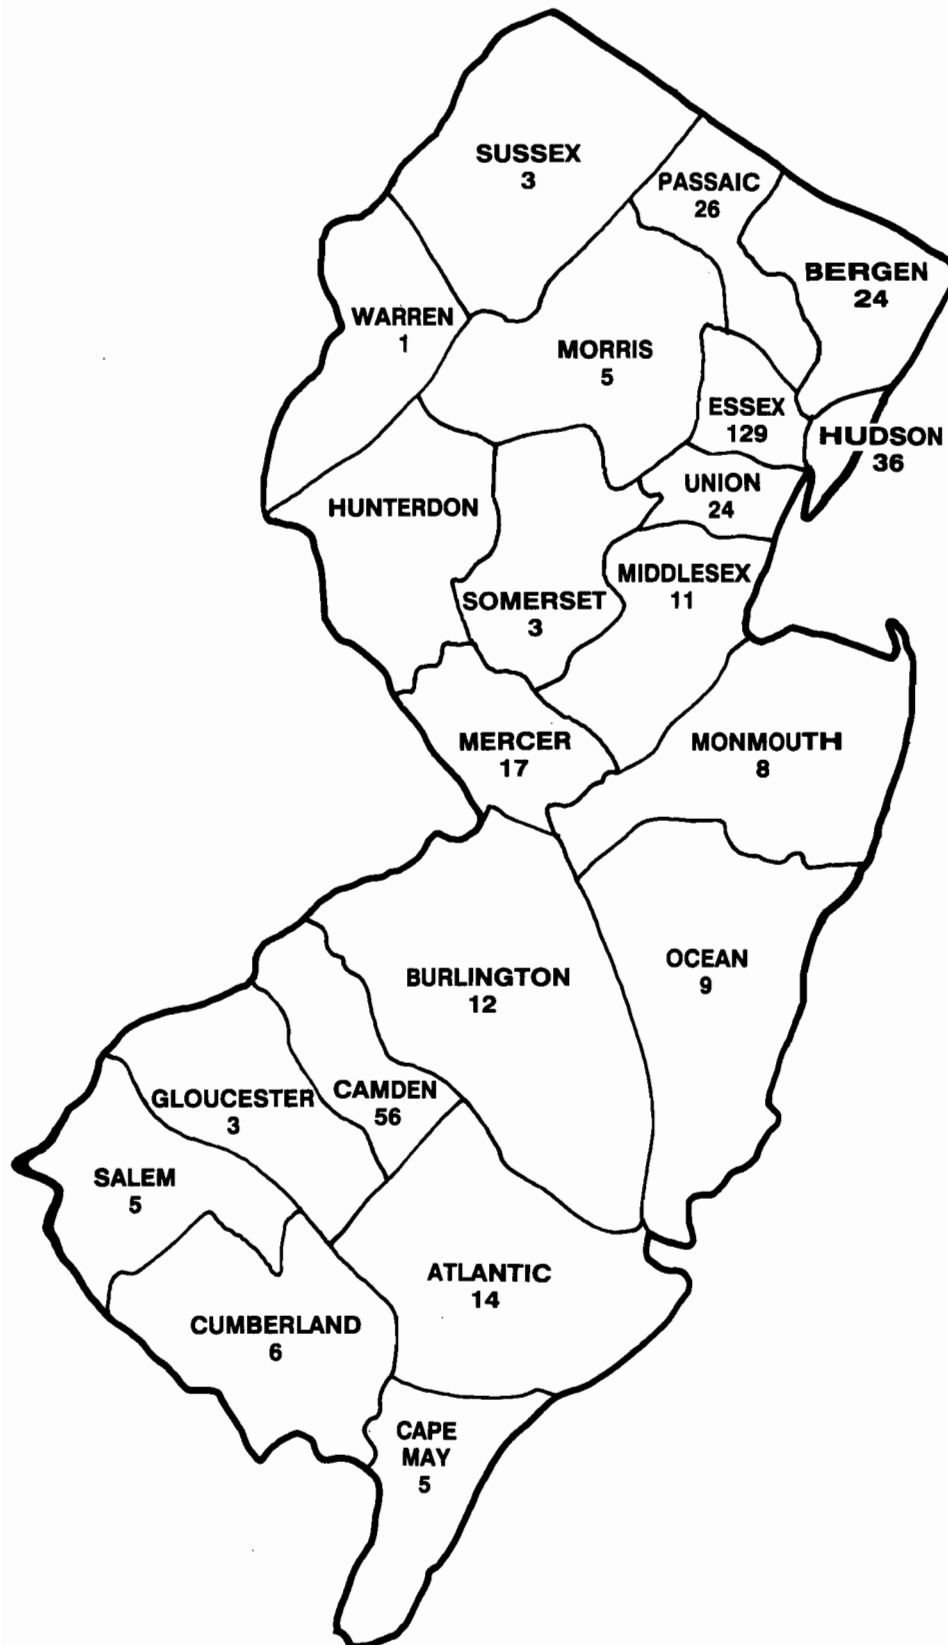 SUSSEX
3
PASSAIC
26
BERGEN
24
WARREN
1
MORRIS
5
ESSEX
129
HUDSON
36
UNION
24
HUNTERDON
MIDDLESEX
11
SOMERSET
3
MERCER
17
MONMOUTH
8
OCEAN
9
BURLINGTON
12
CAMDEN
56
GLOUCESTER
3
SALEM
5
ATLANTIC
14
CUMBERLAND
6
CAPE
MAY
5